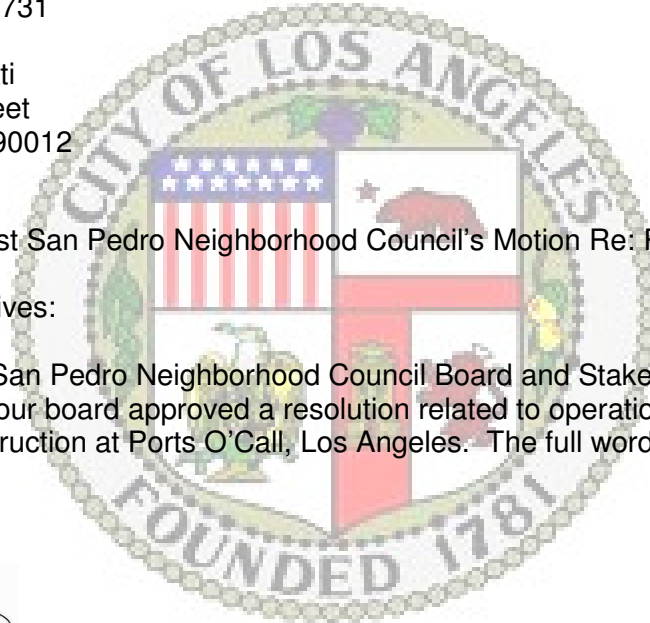 731
ti
eet
90012
st San Pedro Neighborhood Council's Motion Re:
ives:
San Pedro Neighborhood Council Board and Stake
our board approved a resolution related to operatio
ruction at Ports O'Call, Los Angeles. The full word
CITY OF LOS ANGELES
FOUNDED 1781